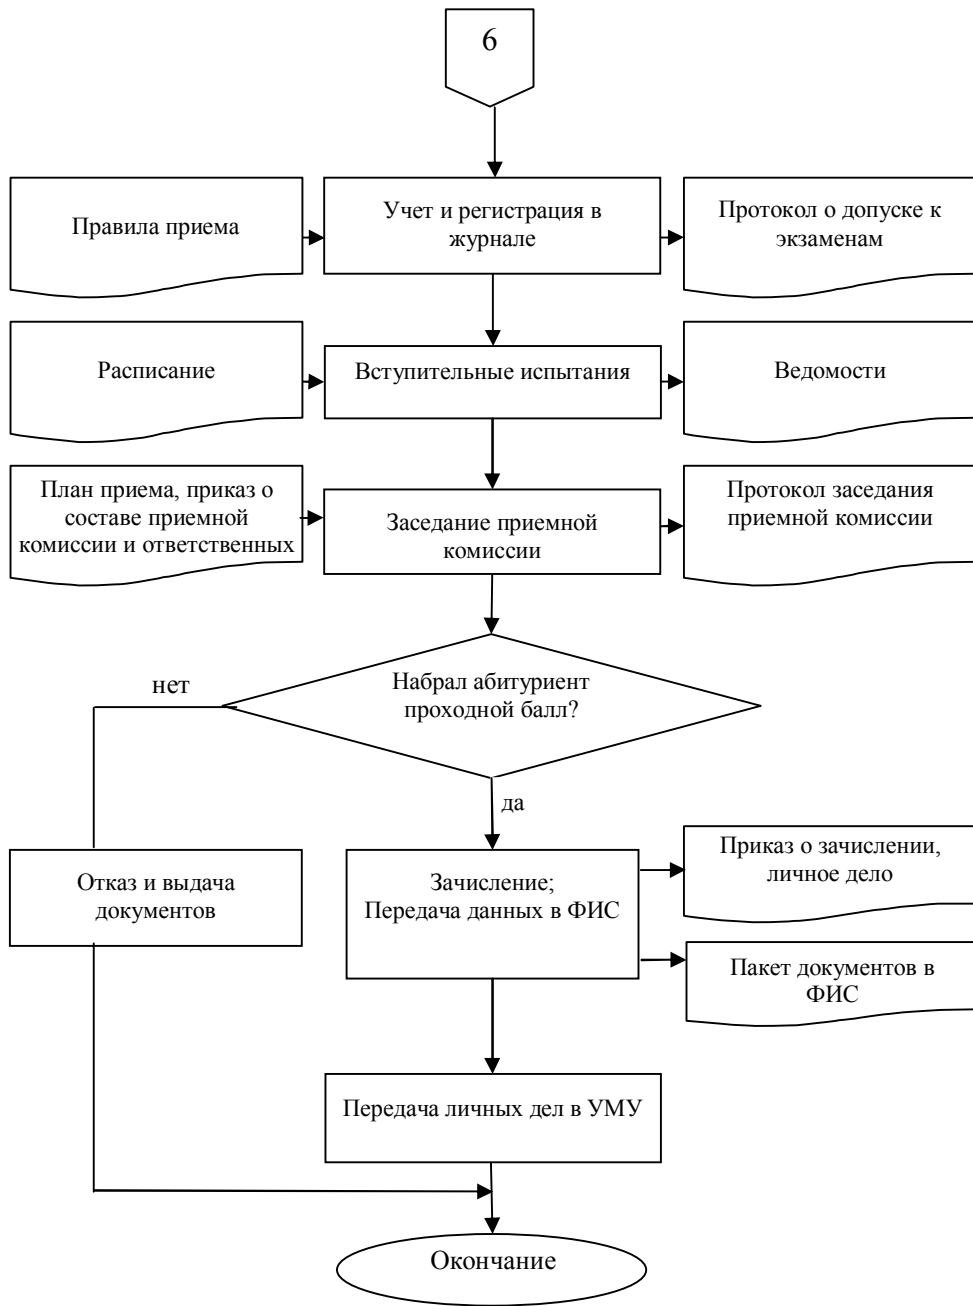 6
Правила приема
Учет и регистрация в
журнале
Протокол о допуске к
экзаменам
Расписание
Вступительные испытания
Ведомости
План приема, приказ о
составе приемной
комиссии и ответственных
Заседание приемной
комиссии
Протокол заседания
приемной комиссии
Набрал абитуриент
проходной балл?
нет
да
Отказ и выдача
документов
Зачисление;
Передача данных в ФИС
Приказ о зачислении,
личное дело
Пакет документов в
ФИС
Передача личных дел в УМУ
Окончание